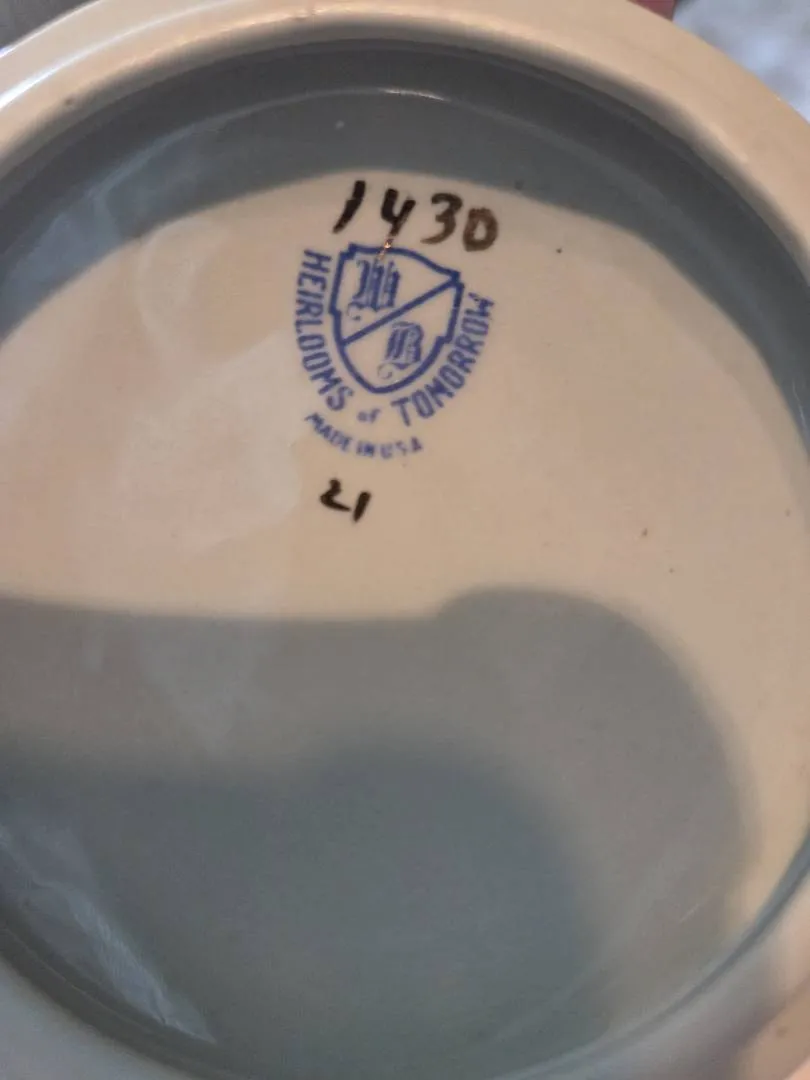 1430
H
B
HEIRLOOMS of TOMORROW
MADE IN USA
21